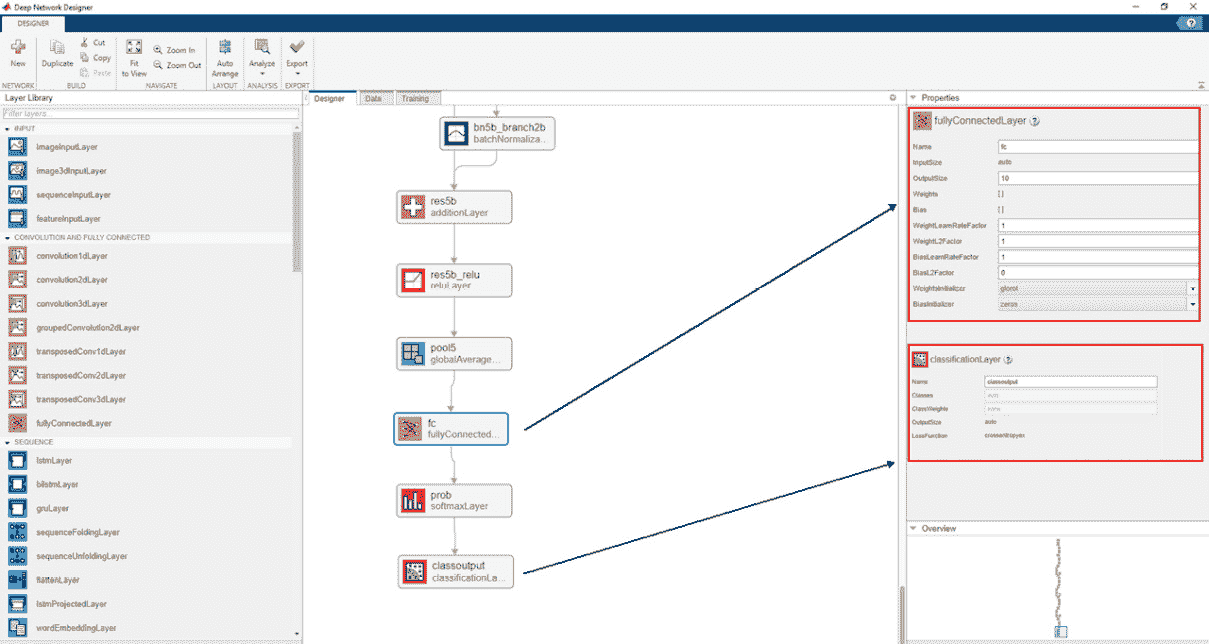 Deep Network Designer
DESIGNER
New
Duplicate
Cut
Copy
Paste
Fit
to View
Zoom In
Zoom Out
Auto
Arrange
Analyze
Export
NETWORK
BUILD
NAVIGATE
LAYOUT
ANALYSIS
EXPORT
Layer Library
Filter layers...
INPUT
imageInputLayer
image3dInputLayer
sequenceInputLayer
featureInputLayer
CONVOLUTION AND FULLY CONNECTED
convolution1dLayer
convolution2dLayer
convolution3dLayer
groupedConvolution2dLayer
transposedConv1dLayer
transposedConv2dLayer
transposedConv3dLayer
fullyConnectedLayer
SEQUENCE
lstmLayer
bilstmLayer
gruLayer
sequenceFoldingLayer
sequenceUnfoldingLayer
flattenLayer
lstmProjectedLayer
wordEmbeddingLayer
Designer
Data
Training
bn5b_branch2b
batchNormaliza...
res5b
additionLayer
res5b_relu
reluLayer
pool5
globalAverage...
fc
fullyConnected...
prob
softmaxLayer
classoutput
classificationLa...
Properties
fullyConnectedLayer ?
Name fc
InputSize auto
OutputSize 10
Weights [ ]
Bias [ ]
WeightLearnRateFactor 1
WeightL2Factor 1
BiasLearnRateFactor 1
BiasL2Factor 0
WeightsInitializer glorot
BiasInitializer zeros
classificationLayer ?
Name classoutput
Classes auto
ClassWeights none
OutputSize auto
LossFunction crossentropyex
Overview